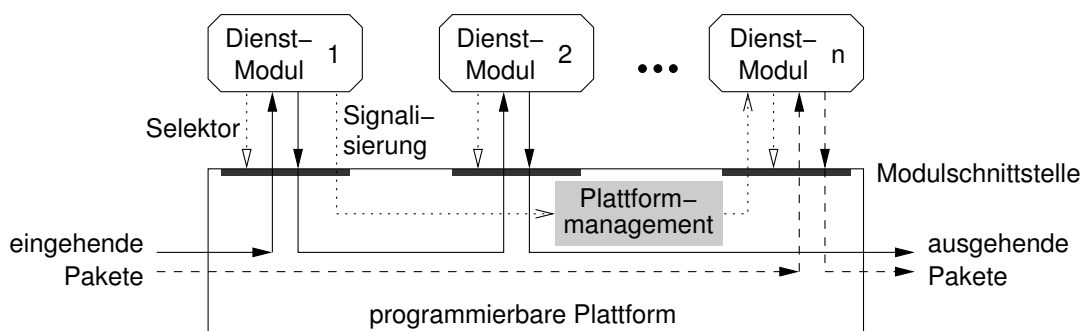 Dienst–
Modul 1
Dienst–
Modul 2
•••
Dienst–
Modul n
Selektor
Signali–
sierung
Modulschnittstelle
Plattform–
management
eingehende
Pakete
ausgehende
Pakete
programmierbare Plattform